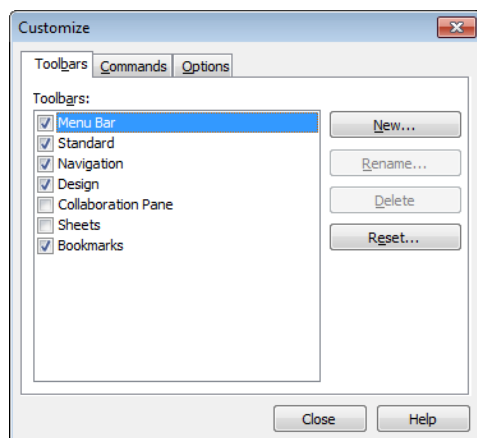 Customize
Toolbars Commands Options
Toolbars:
Menu Bar
Standard
Navigation
Design
Collaboration Pane
Sheets
Bookmarks
New...
Rename...
Delete
Reset...
Close Help